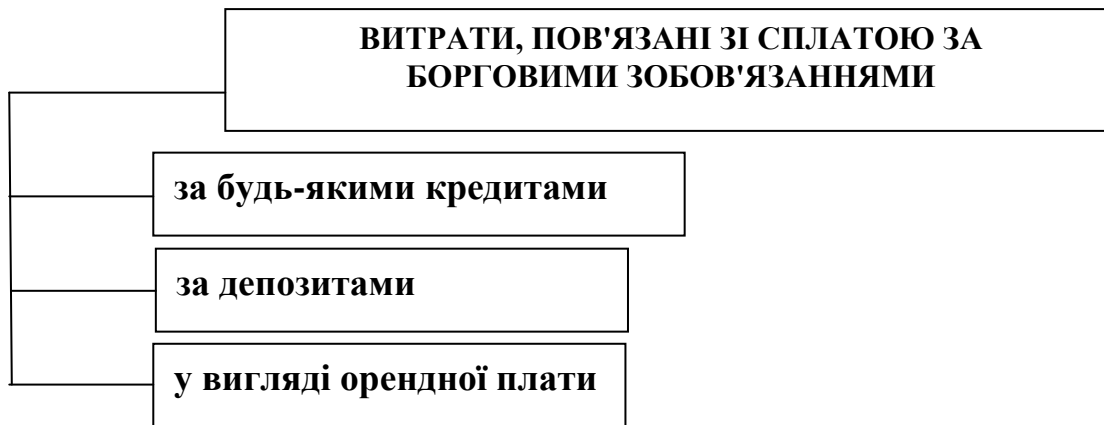 ВИТРАТИ, ПОВ'ЯЗАНІ ЗІ СПЛАТОЮ ЗА
БОРГОВИМИ ЗОБОВ'ЯЗАННЯМИ
за будь-якими кредитами
за депозитами
у вигляді орендної плати